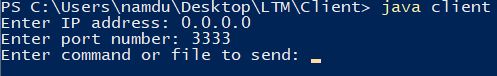 PS C:\Users\namdu\Desktop\LTM\Client> java client
Enter IP address: 0.0.0.0
Enter port number: 3333
Enter command or file to send: